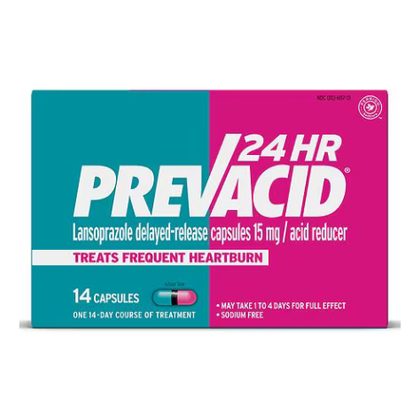 24 HR
PREVACID®
Lansoprazole delayed-release capsules 15 mg / acid reducer
TREATS FREQUENT HEARTBURN
14 CAPSULES
ONE 14-DAY COURSE OF TREATMENT
• MAY TAKE 1 TO 4 DAYS FOR FULL EFFECT
• SODIUM FREE